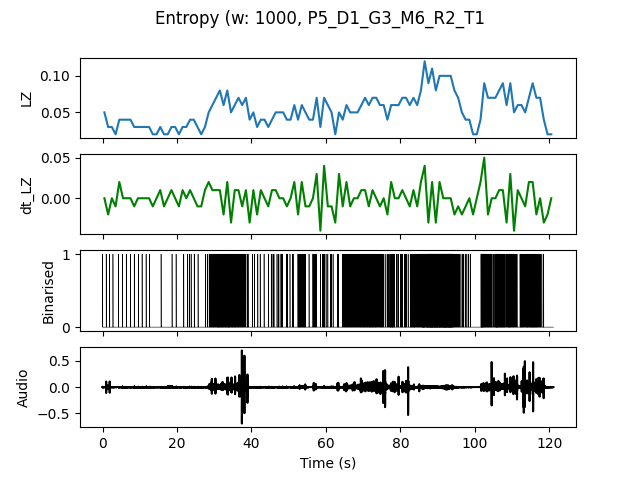 Entropy (w: 1000, P5_D1_G3_M6_R2_T1
0.10
0.05
LZ
0.05
0.00
dt_LZ
1
0
Binarised
0.5
0.0
−0.5
Audio
0 20 40 60 80 100 120
Time (s)